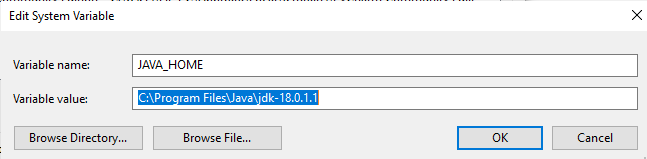 Edit System Variable
Variable name: JAVA_HOME
Variable value: C:\Program Files\Java\jdk-18.0.1.1
Browse Directory... Browse File... OK Cancel